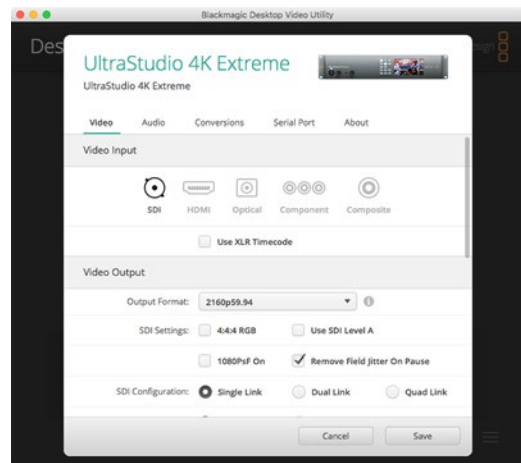 Blackmagic Desktop Video Utility
UltraStudio 4K Extreme
UltraStudio 4K Extreme
Video Audio Conversions Serial Port About
Video Input
SDI HDMI Optical Component Composite
Use XLR Timecode
Video Output
Output Format: 2160p59.94
SDI Settings: 4:4:4 RGB Use SDI Level A
1080PsF On Remove Field Jitter On Pause
SDI Configuration: Single Link Dual Link Quad Link
Cancel Save